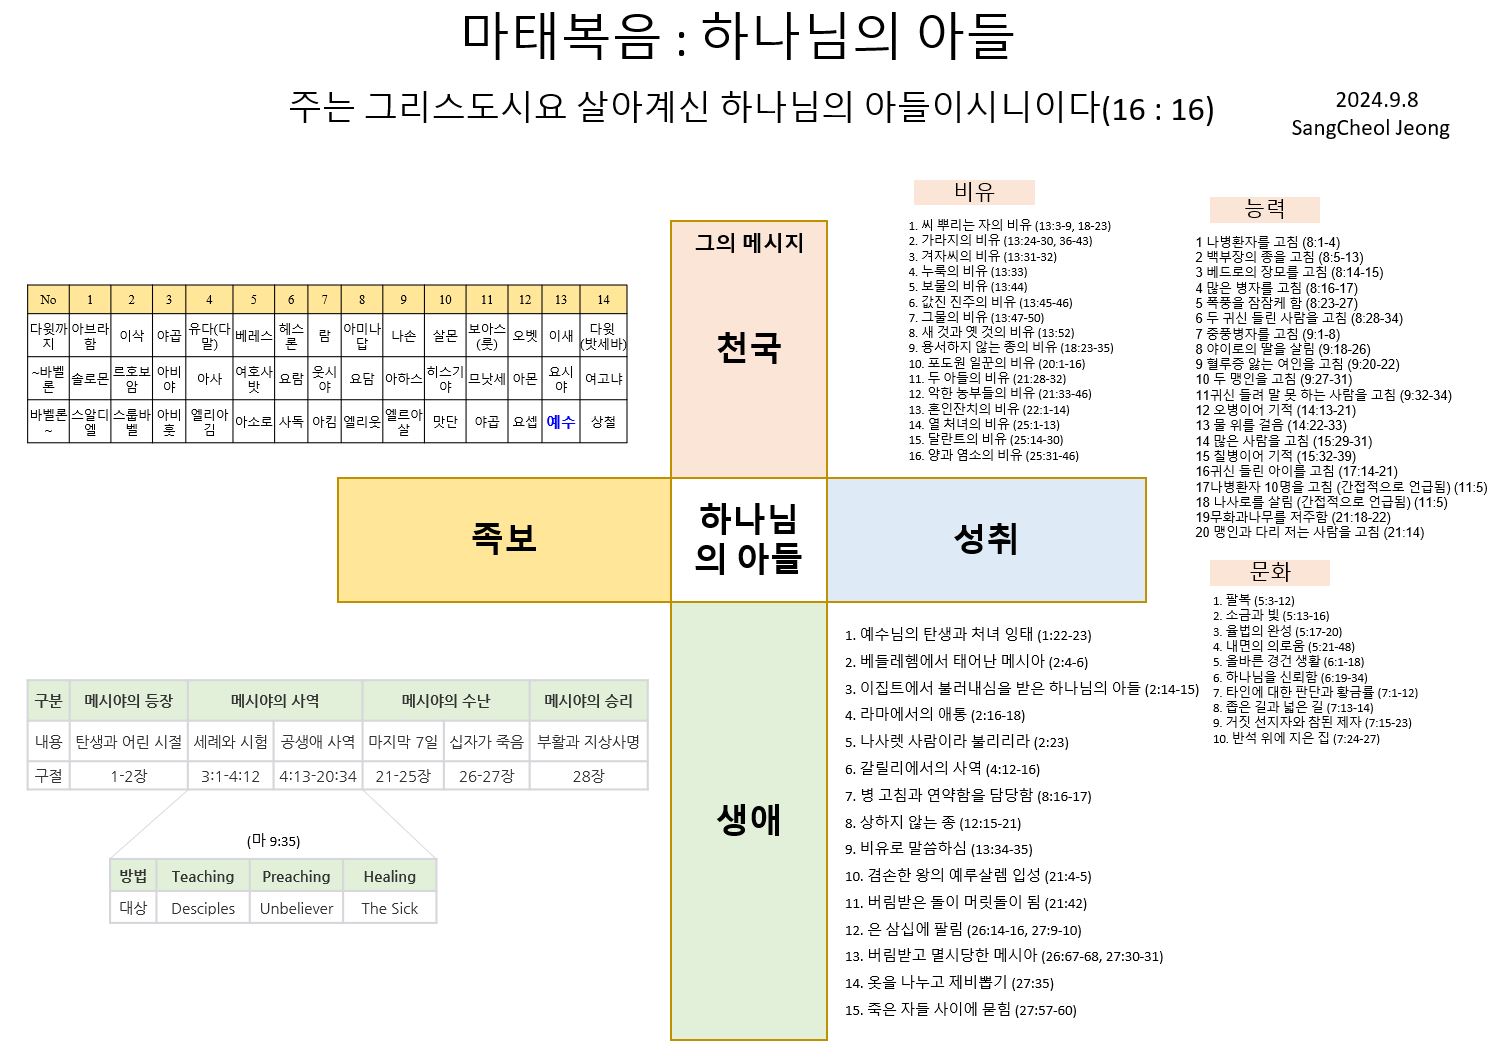 마태복음 : 하나님의 아들
주는 그리스도시요 살아계신 하나님의 아들이시니이다(16 : 16)
2024.9.8
SangCheol Jeong
No 1 2 3 4 5 6 7 8 9 10 11 12 13 14
다윗까지 아브라함 이삭 야곱 유다(다말) 베레스 헤스론 람 아미나답 나손 살몬 보아스(룻) 오벳 이새 다윗(밧세바)
~바벨론 솔로몬 르호보암 아비야 아사 여호사밧 요람 웃시야 요담 아하스 히스기야 므낫세 아몬 요시야 여고냐
바벨론~ 스알디엘 스룹바벨 아비훗 엘리아김 아소로 사독 아킴 엘리웃 엘르아살 맛단 야곱 요셉 예수 상철
그의 메시지
천국
족보
하나님
의 아들
성취
생애
비유
1. 씨 뿌리는 자의 비유 (13:3-9, 18-23)
2. 가라지의 비유 (13:24-30, 36-43)
3. 겨자씨의 비유 (13:31-32)
4. 누룩의 비유 (13:33)
5. 보물의 비유 (13:44)
6. 값진 진주의 비유 (13:45-46)
7. 그물의 비유 (13:47-50)
8. 새 것과 옛 것의 비유 (13:52)
9. 용서하지 않는 종의 비유 (18:23-35)
10. 포도원 일꾼의 비유 (20:1-16)
11. 두 아들의 비유 (21:28-32)
12. 악한 농부들의 비유 (21:33-46)
13. 혼인잔치의 비유 (22:1-14)
14. 열 처녀의 비유 (25:1-13)
15. 달란트의 비유 (25:14-30)
16. 양과 염소의 비유 (25:31-46)
능력
1 나병환자를 고침 (8:1-4)
2 백부장의 종을 고침 (8:5-13)
3 베드로의 장모를 고침 (8:14-15)
4 많은 병자를 고침 (8:16-17)
5 폭풍을 잠잠케 함 (8:23-27)
6 두 귀신 들린 사람을 고침 (8:28-34)
7 중풍병자를 고침 (9:1-8)
8 야이로의 딸을 살림 (9:18-26)
9 혈루증 앓는 여인을 고침 (9:20-22)
10 두 맹인을 고침 (9:27-31)
11귀신 들려 말 못 하는 사람을 고침 (9:32-34)
12 오병이어 기적 (14:13-21)
13 물 위를 걸음 (14:22-33)
14 많은 사람을 고침 (15:29-31)
15 칠병이어 기적 (15:32-39)
16귀신 들린 아이를 고침 (17:14-21)
17나병환자 10명을 고침 (간접적으로 언급됨) (11:5)
18 나사로를 살림 (간접적으로 언급됨) (11:5)
19무화과나무를 저주함 (21:18-22)
20 맹인과 다리 저는 사람을 고침 (21:14)
문화
1. 팔복 (5:3-12)
2. 소금과 빛 (5:13-16)
3. 율법의 완성 (5:17-20)
4. 내면의 의로움 (5:21-48)
5. 올바른 경건 생활 (6:1-18)
6. 하나님을 신뢰함 (6:19-34)
7. 타인에 대한 판단과 황금률 (7:1-12)
8. 좁은 길과 넓은 길 (7:13-14)
9. 거짓 선지자와 참된 제자 (7:15-23)
10. 반석 위에 지은 집 (7:24-27)
1. 예수님의 탄생과 처녀 잉태 (1:22-23)
2. 베들레헴에서 태어난 메시아 (2:4-6)
3. 이집트에서 불러내심을 받은 하나님의 아들 (2:14-15)
4. 라마에서의 애통 (2:16-18)
5. 나사렛 사람이라 불리리라 (2:23)
6. 갈릴리에서의 사역 (4:12-16)
7. 병 고침과 연약함을 담당함 (8:16-17)
8. 상하지 않는 종 (12:15-21)
9. 비유로 말씀하심 (13:34-35)
10. 겸손한 왕의 예루살렘 입성 (21:4-5)
11. 버림받은 돌이 머릿돌이 됨 (21:42)
12. 은 삼십에 팔림 (26:14-16, 27:9-10)
13. 버림받고 멸시당한 메시아 (26:67-68, 27:30-31)
14. 옷을 나누고 제비뽑기 (27:35)
15. 죽은 자들 사이에 묻힘 (27:57-60)
구분 메시야의 등장 메시야의 사역 메시야의 수난 메시야의 승리
내용 탄생과 어린 시절 세례와 시험 공생애 사역 마지막 7일 십자가 죽음 부활과 지상사명
구절 1-2장 3:1-4:12 4:13-20:34 21-25장 26-27장 28장
(마 9:35)
방법 Teaching Preaching Healing
대상 Desciples Unbeliever The Sick